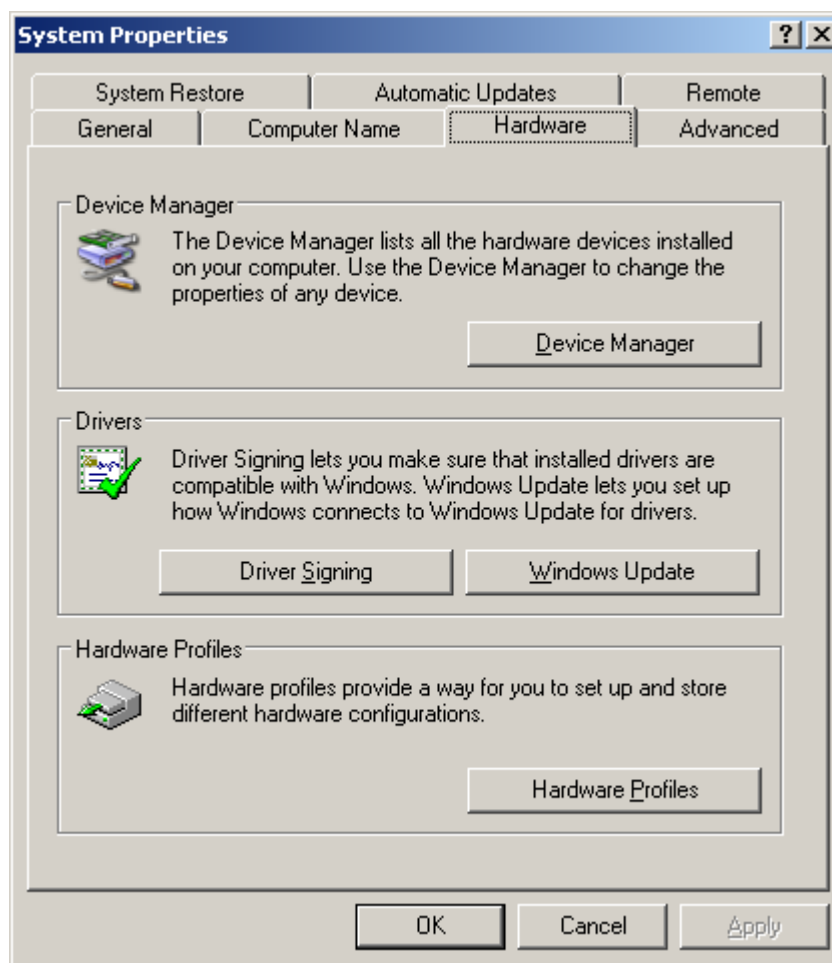 System Properties
System Restore
Automatic Updates
Remote
General
Computer Name
Hardware
Advanced
Device Manager
The Device Manager lists all the hardware devices installed
on your computer. Use the Device Manager to change the
properties of any device.
Device Manager
Drivers
Driver Signing lets you make sure that installed drivers are
compatible with Windows. Windows Update lets you set up
how Windows connects to Windows Update for drivers.
Driver Signing
Windows Update
Hardware Profiles
Hardware profiles provide a way for you to set up and store
different hardware configurations.
Hardware Profiles
OK
Cancel
Apply